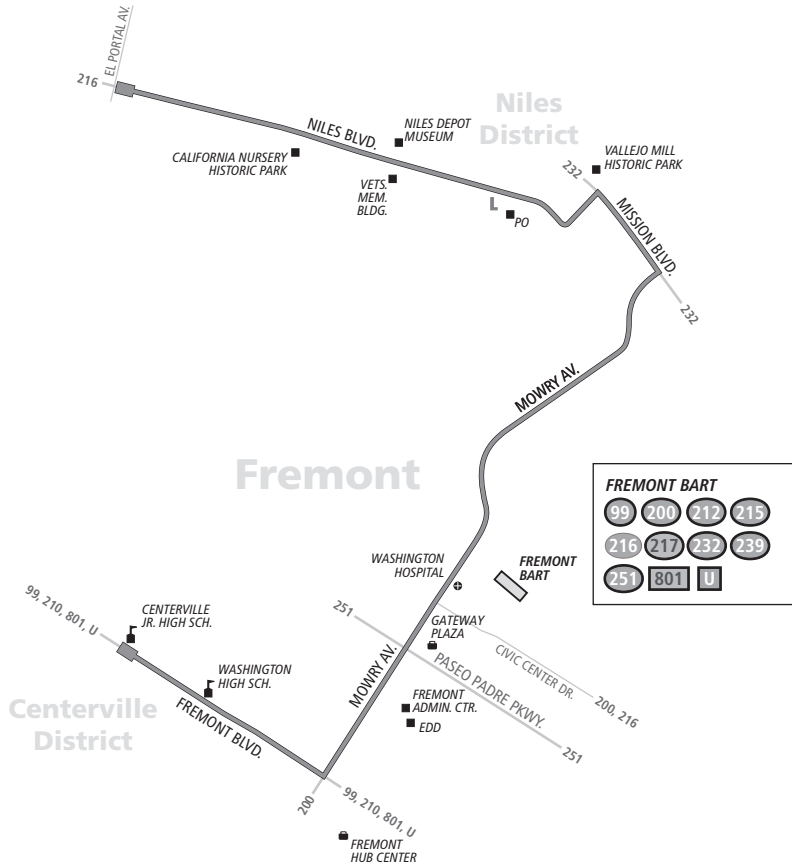 EL PORTAL AV.
216
NILES BLVD.
Niles
District
NILES DEPOT
MUSEUM
CALIFORNIA NURSERY
HISTORIC PARK
VETS.
MEM.
BLDG.
L
PO
VALLEJO MILL
HISTORIC PARK
232
MISSION BLVD.
232
MOWRY AV.
Fremont
FREMONT BART
99 200 212 215
216 217 232 239
251 801 U
WASHINGTON
HOSPITAL
FREMONT
BART
99, 210, 801, U
CENTERVILLE
JR. HIGH SCH.
251
GATEWAY
PLAZA
CIVIC CENTER DR.
200, 216
PASEO PADRE PKWY.
251
MOWRY AV.
WASHINGTON
HIGH SCH.
FREMONT
ADMIN. CTR.
EDD
Centerville
District
FREMONT BLVD.
200
99, 210, 801, U
FREMONT
HUB CENTER